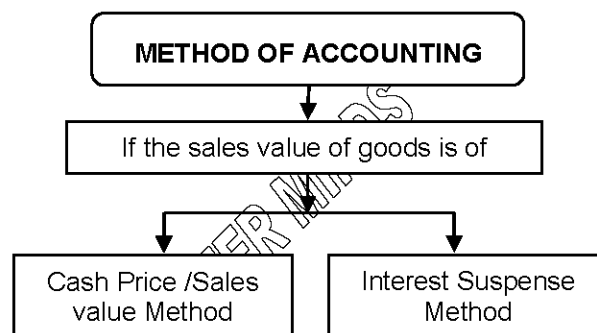 METHOD OF ACCOUNTING
If the sales value of goods is of
Cash Price /Sales
value Method
Interest Suspense
Method